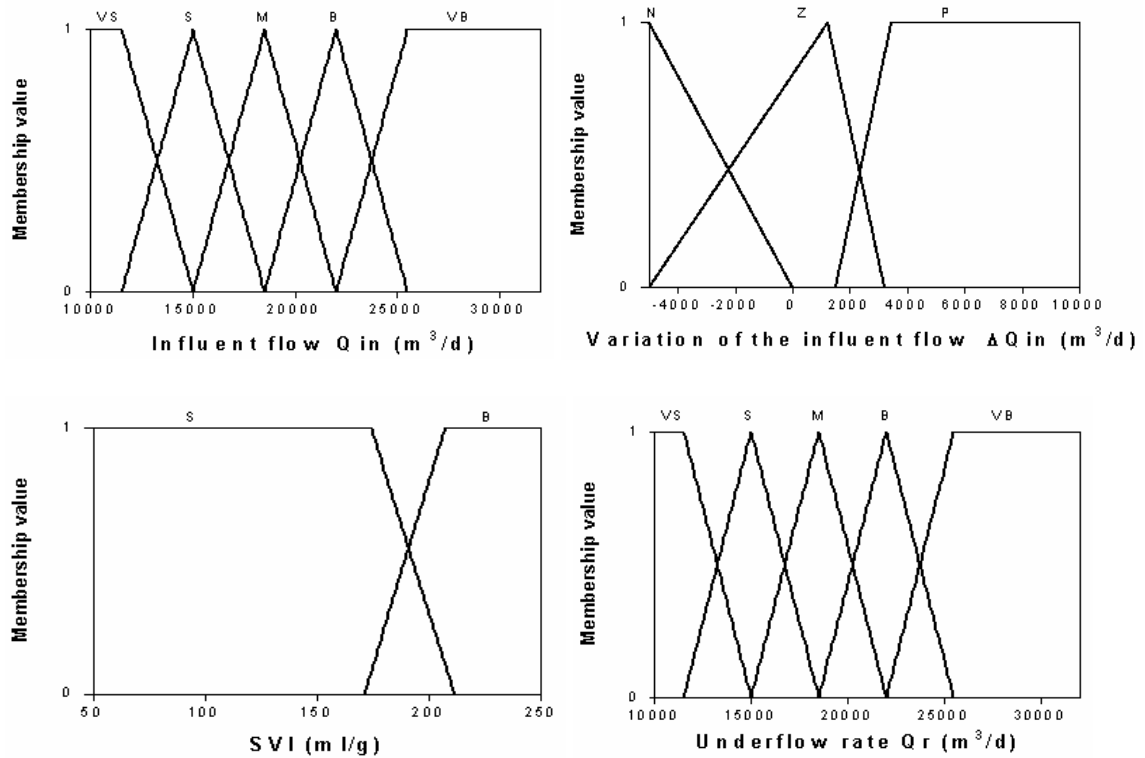 VS S M B VB
1
Membership value
0
10000 15000 20000 25000 30000
Influent flow Qin (m³/d)
N Z P
1
Membership value
0
-4000 -2000 0 2000 4000 6000 8000 10000
Variation of the influent flow ΔQin (m³/d)
S B
1
Membership value
0
50 100 150 200 250
SVI (ml/g)
VS S M B VB
1
Membership value
0
10000 15000 20000 25000 30000
Underflow rate Qr (m³/d)